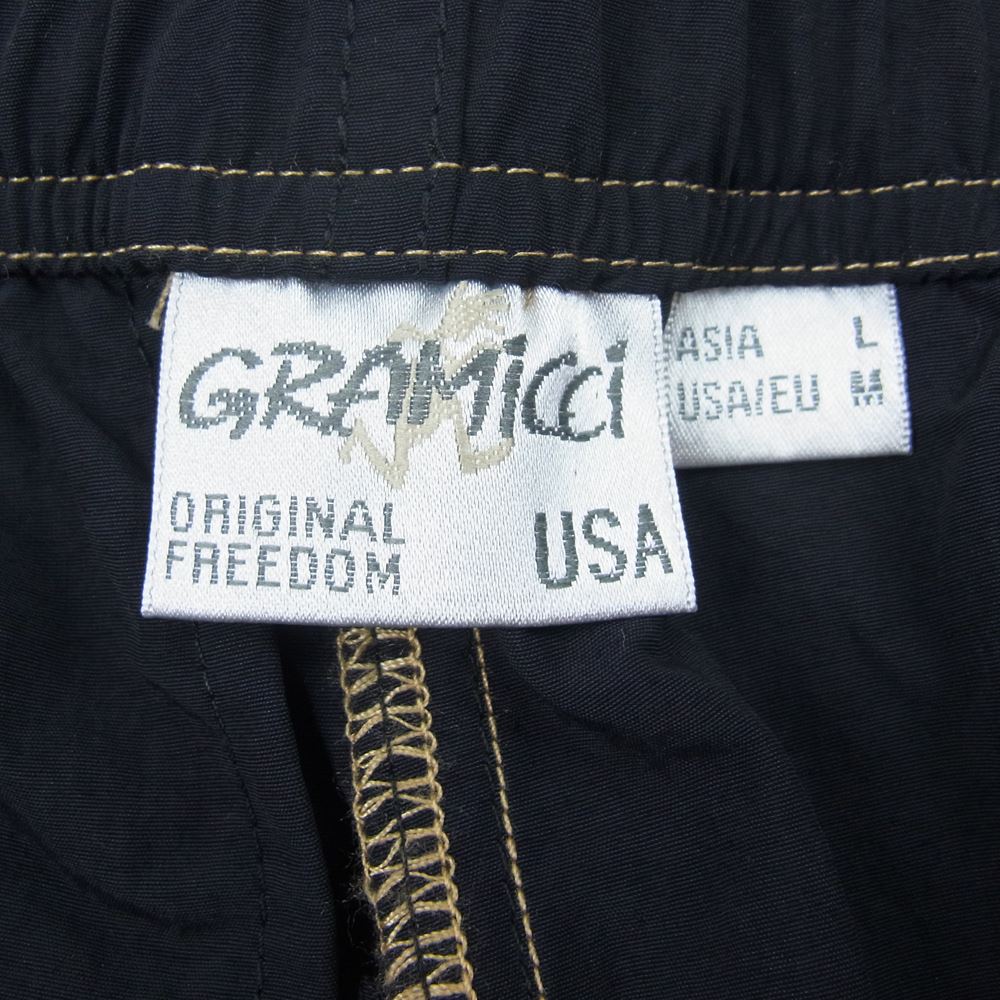 GRAMiCCi
ORIGINAL
FREEDOM
USA
ASIA L
USA/EU M